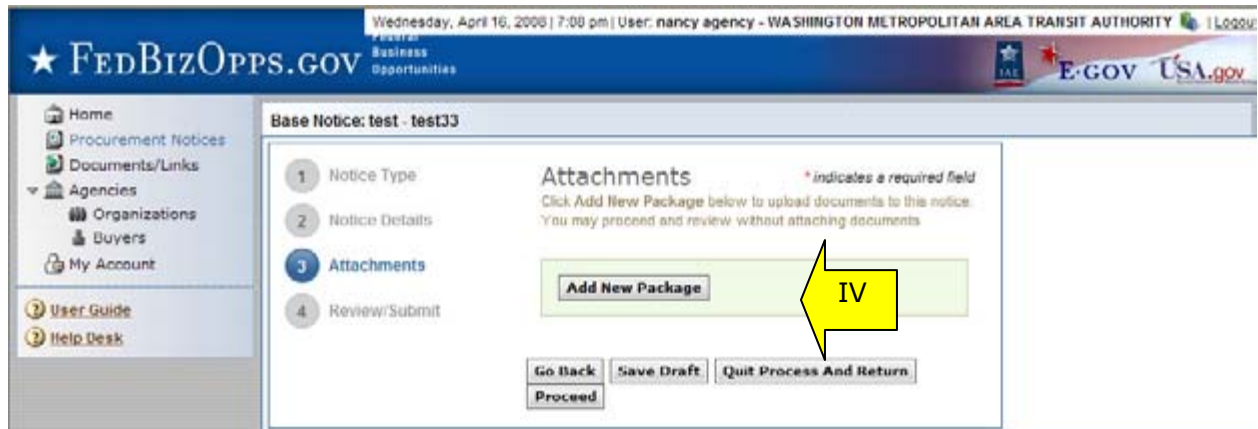 Wednesday, April 16, 2008 | 7:08 pm | User: nancy agency - WASHINGTON METROPOLITAN AREA TRANSIT AUTHORITY | Logout
★ FEDBIZOPPS.GOV
Federal
Business
Opportunities
IAE
E-GOV
USA.gov
Home
Procurement Notices
Documents/Links
Agencies
Organizations
Buyers
My Account
User Guide
Help Desk
Base Notice: test - test33
1 Notice Type
2 Notice Details
3 Attachments
4 Review/Submit
Attachments
* indicates a required field
Click Add New Package below to upload documents to this notice.
You may proceed and review without attaching documents
Add New Package
IV
Go Back
Save Draft
Quit Process And Return
Proceed